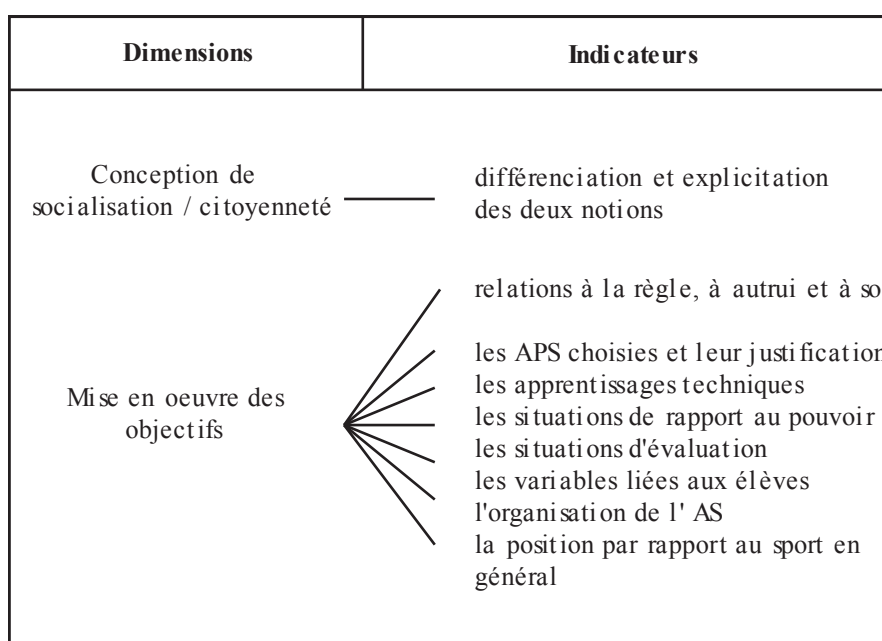 Dimensions
Indicateurs
Conception de
socialisation / citoyenneté
différenciation et explicitation
des deux notions
relations à la règle, à autrui et à so
Mise en oeuvre des
objectifs
les APS choisies et leur justification
les apprentissages techniques
les situations de rapport au pouvoir
les situations d'évaluation
les variables liées aux élèves
l'organisation de l' AS
la position par rapport au sport en
général